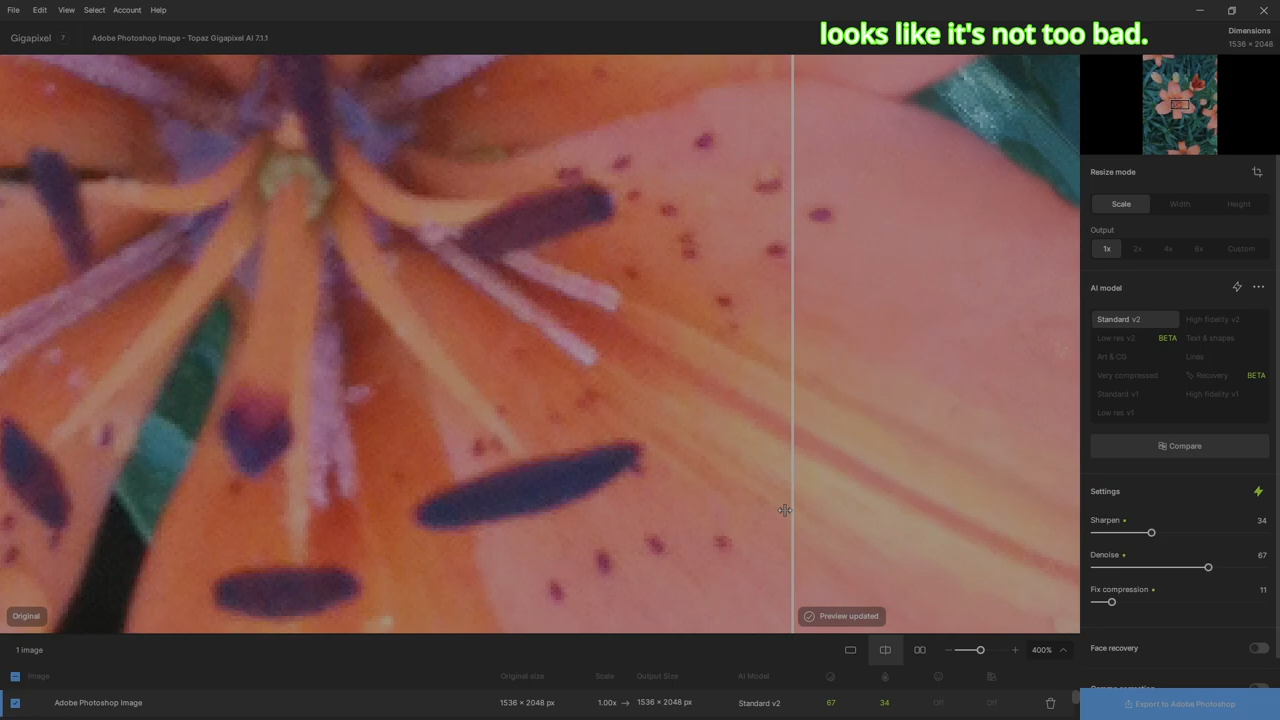 File Edit View Select Account Help
looks like it's not too bad.
Gigapixel 7 Adobe Photoshop Image - Topaz Gigapixel AI 7.1.1
Dimensions
1536 × 2048
Resize mode
Scale Width Height
Output
1x 2x 4x 6x Custom
AI model
Standard v2 High fidelity v2
Low res v2 BETA Text & shapes
Art & CG Lines
Very compressed Recovery BETA
Standard v1 High fidelity v1
Low res v1
Compare
Settings
Sharpen 34
Denoise 67
Fix compression 11
Original Preview updated
Face recovery
1 image 400%
Image Original size Scale Output Size AI Model
Adobe Photoshop Image 1536 × 2048 px 1.00x → 1536 × 2048 px Standard v2 67 34 Off Off
Export to Adobe Photoshop